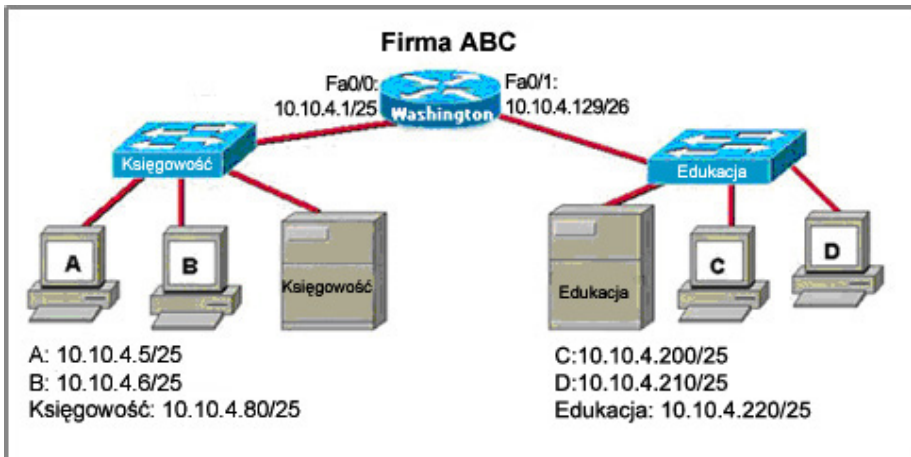 Firma ABC
Fa0/0:
10.10.4.1/25
Fa0/1:
10.10.4.129/26
Washington
Księgowość
Edukacja
A
B
Księgowość
Edukacja
C
D
A: 10.10.4.5/25
B: 10.10.4.6/25
Księgowość: 10.10.4.80/25
C:10.10.4.200/25
D:10.10.4.210/25
Edukacja: 10.10.4.220/25